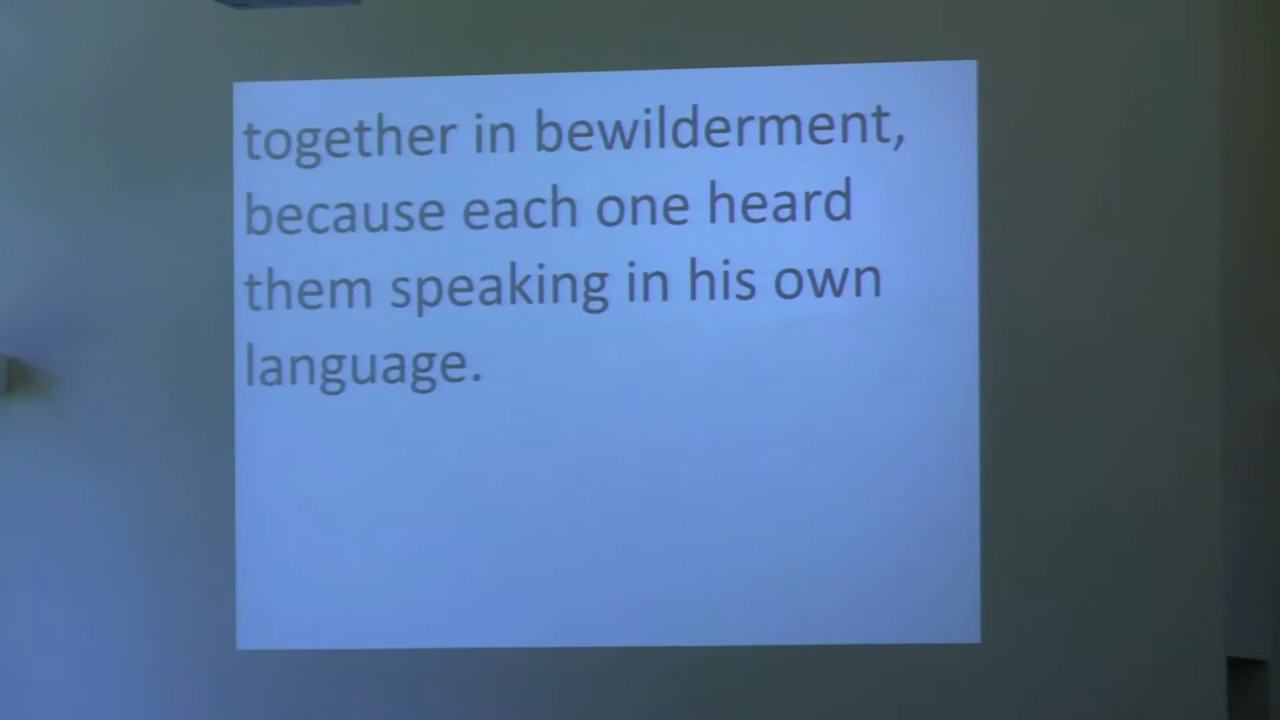 together in bewilderment,
because each one heard
them speaking in his own
language.